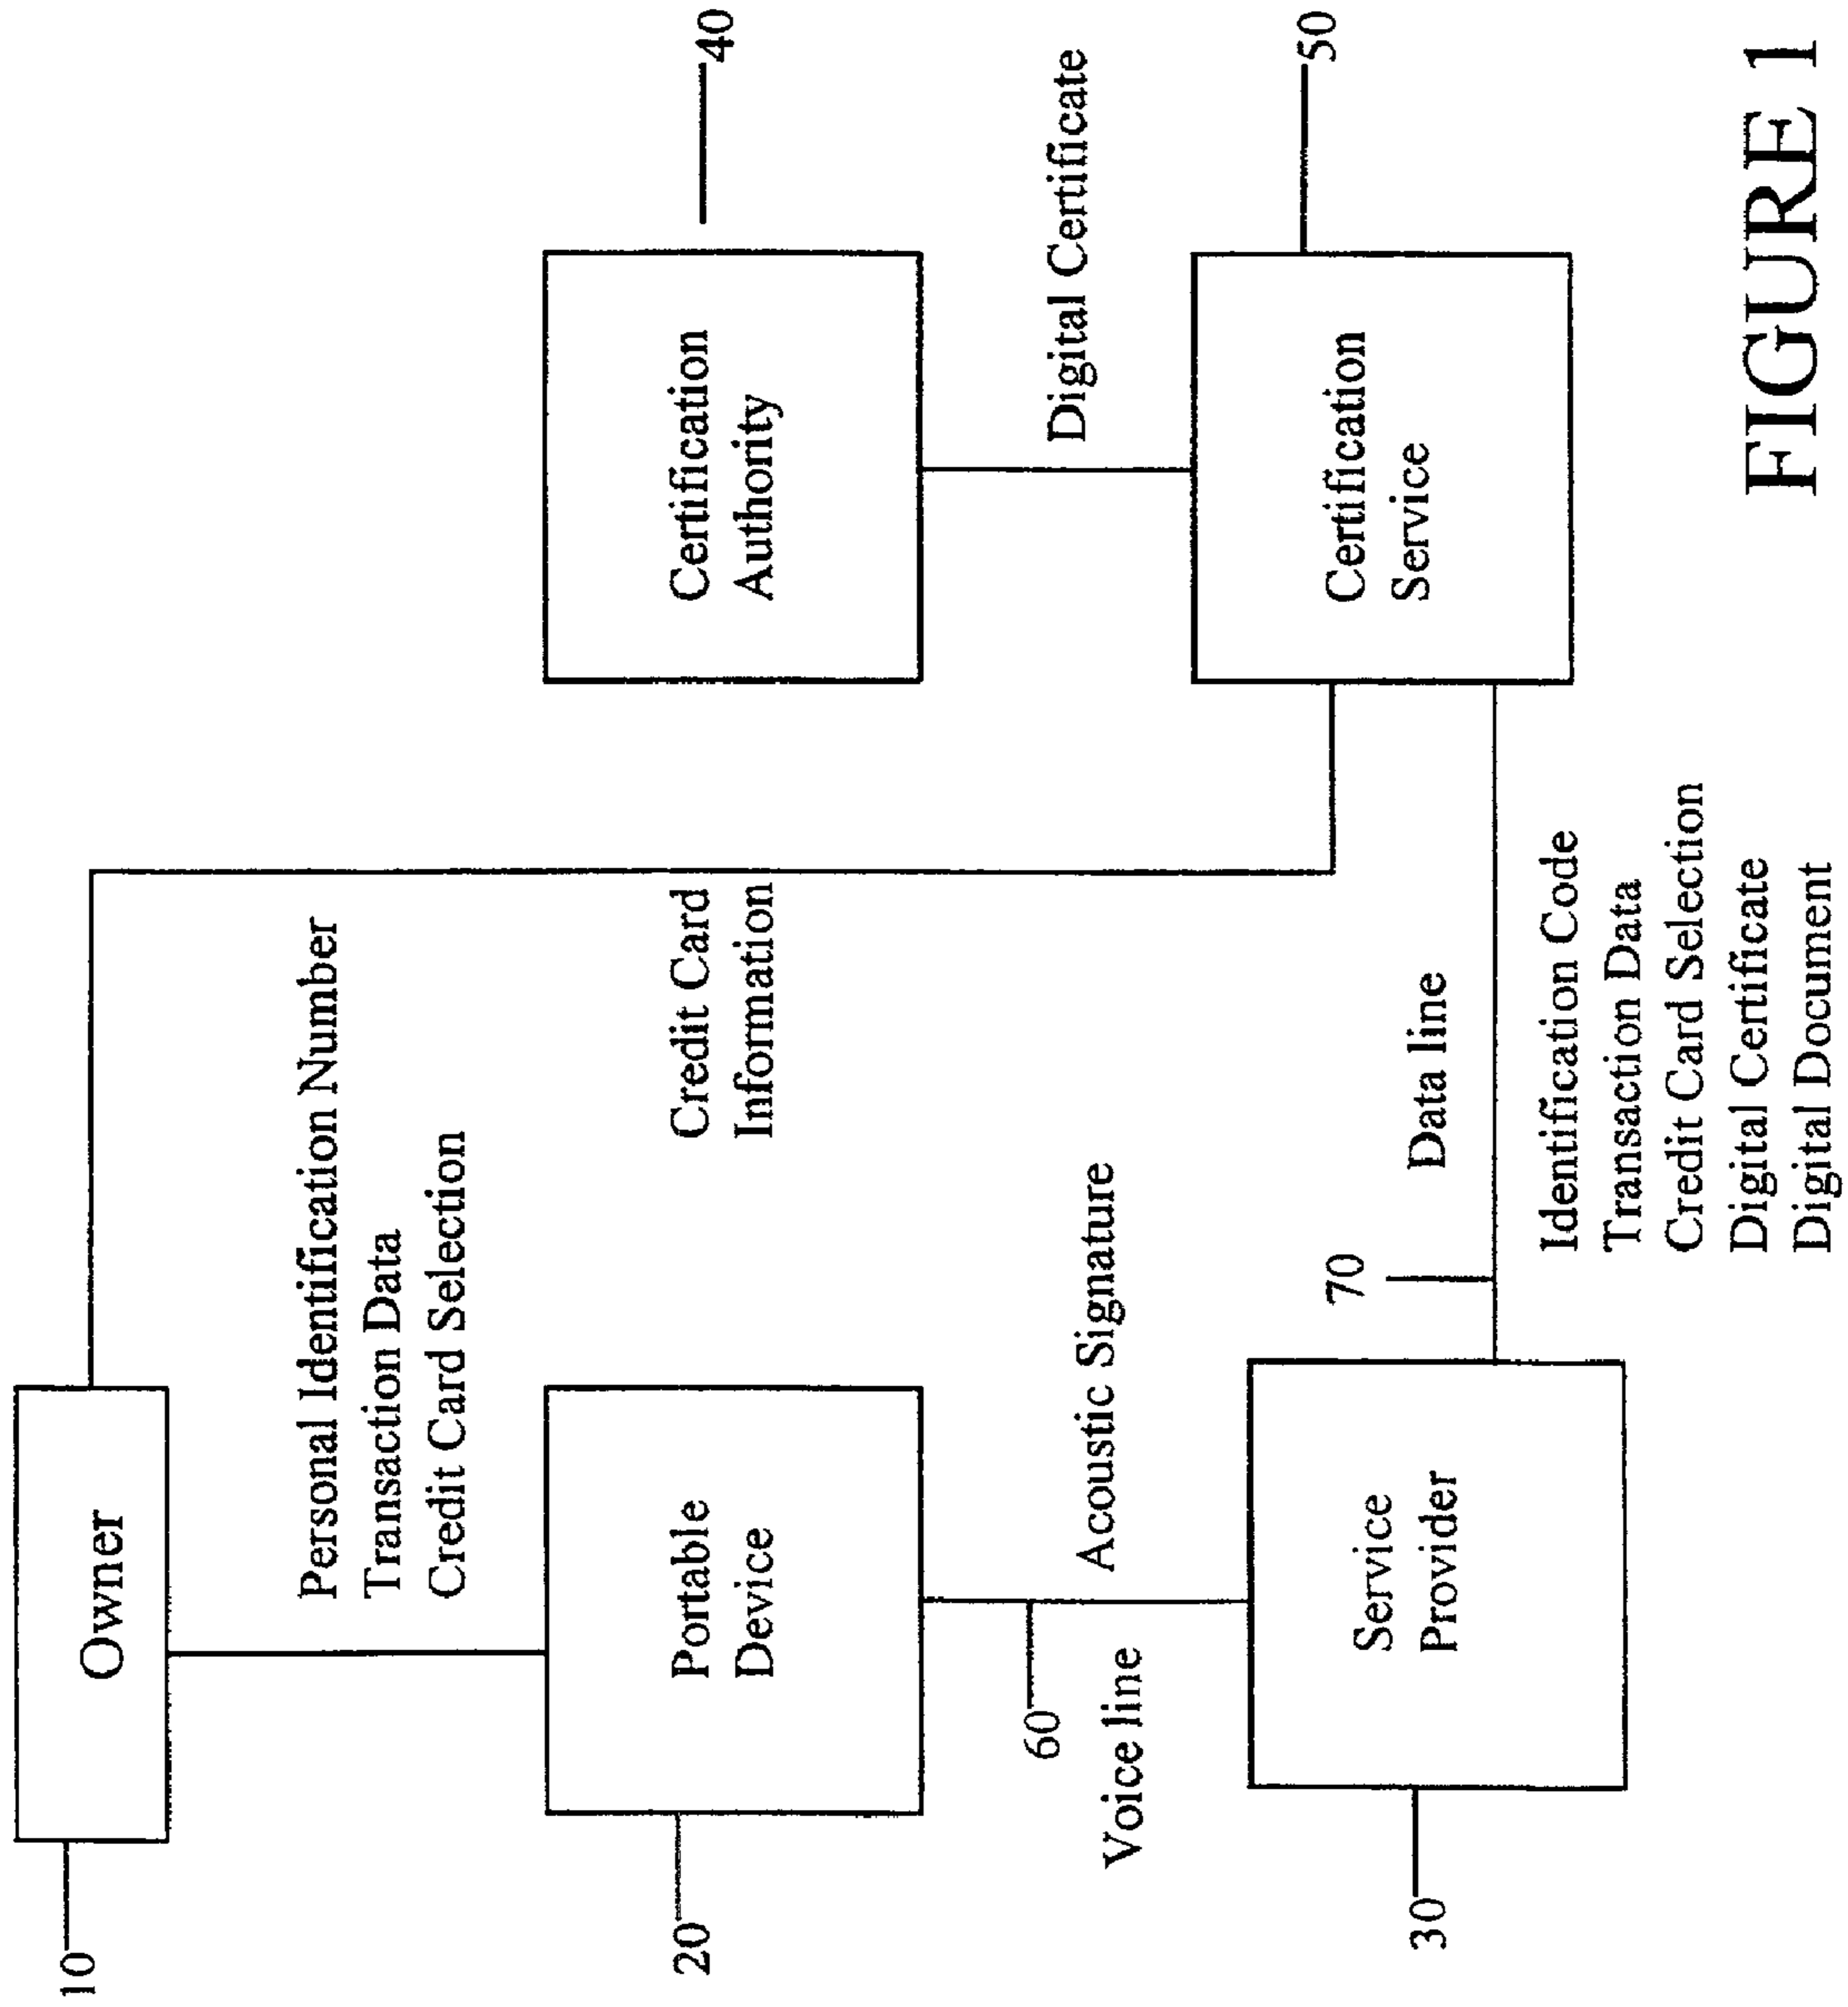 10
Owner
Personal Identification Number
Transaction Data
Credit Card Selection
20
Portable
Device
Credit Card
Information
Certification
Authority
40
60
Voice line
Acoustic Signature
Digital Certificate
30
Service
Provider
70
Data line
Certification
Service
50
Identification Code
Transaction Data
Credit Card Selection
Digital Certificate
Digital Document
FIGURE 1